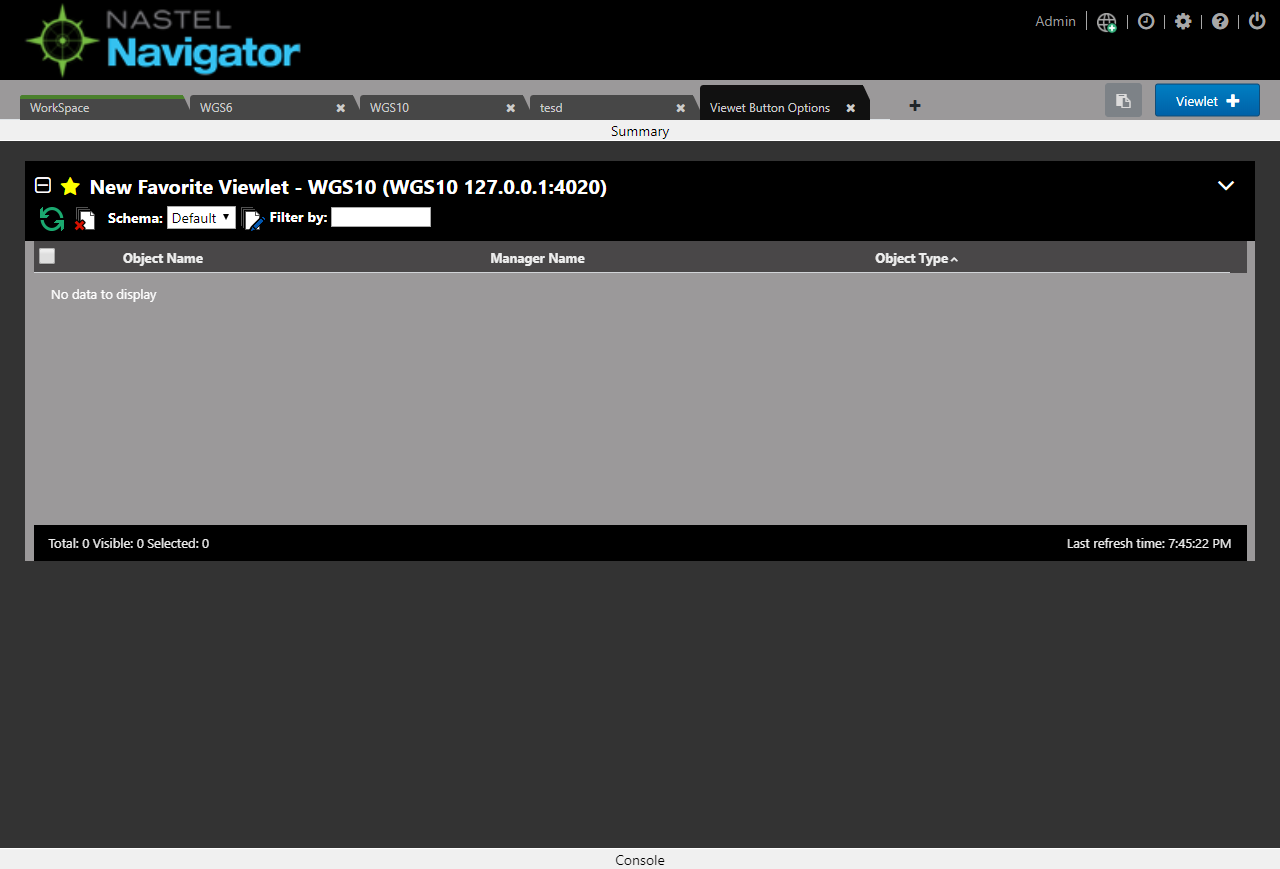 NASTEL
Navigator
Admin
WorkSpace
WGS6
WGS10
tesd
Viewet Button Options
Viewlet
Summary
New Favorite Viewlet - WGS10 (WGS10 127.0.0.1:4020)
Schema: Default Filter by:
Object Name Manager Name Object Type
No data to display
Total: 0 Visible: 0 Selected: 0 Last refresh time: 7:45:22 PM
Console